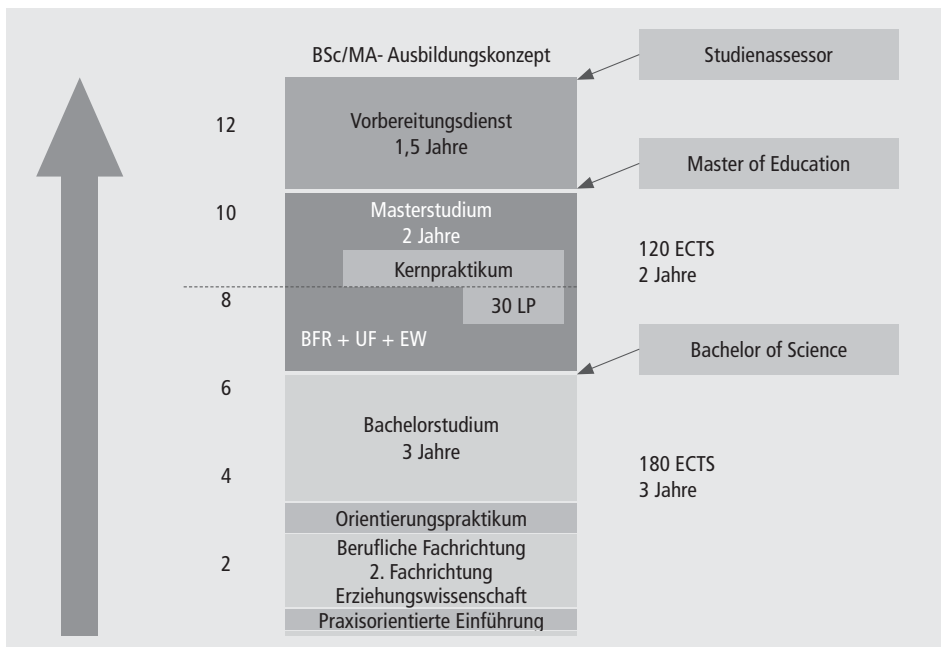 BSc/MA- Ausbildungskonzept
Studienassessor
12
Vorbereitungsdienst
1,5 Jahre
Master of Education
10
Masterstudium
2 Jahre
120 ECTS
2 Jahre
Kernpraktikum
8
30 LP
BFR + UF + EW
Bachelor of Science
6
Bachelorstudium
3 Jahre
180 ECTS
3 Jahre
4
Orientierungspraktikum
2
Berufliche Fachrichtung
2. Fachrichtung
Erziehungswissenschaft
Praxisorientierte Einführung